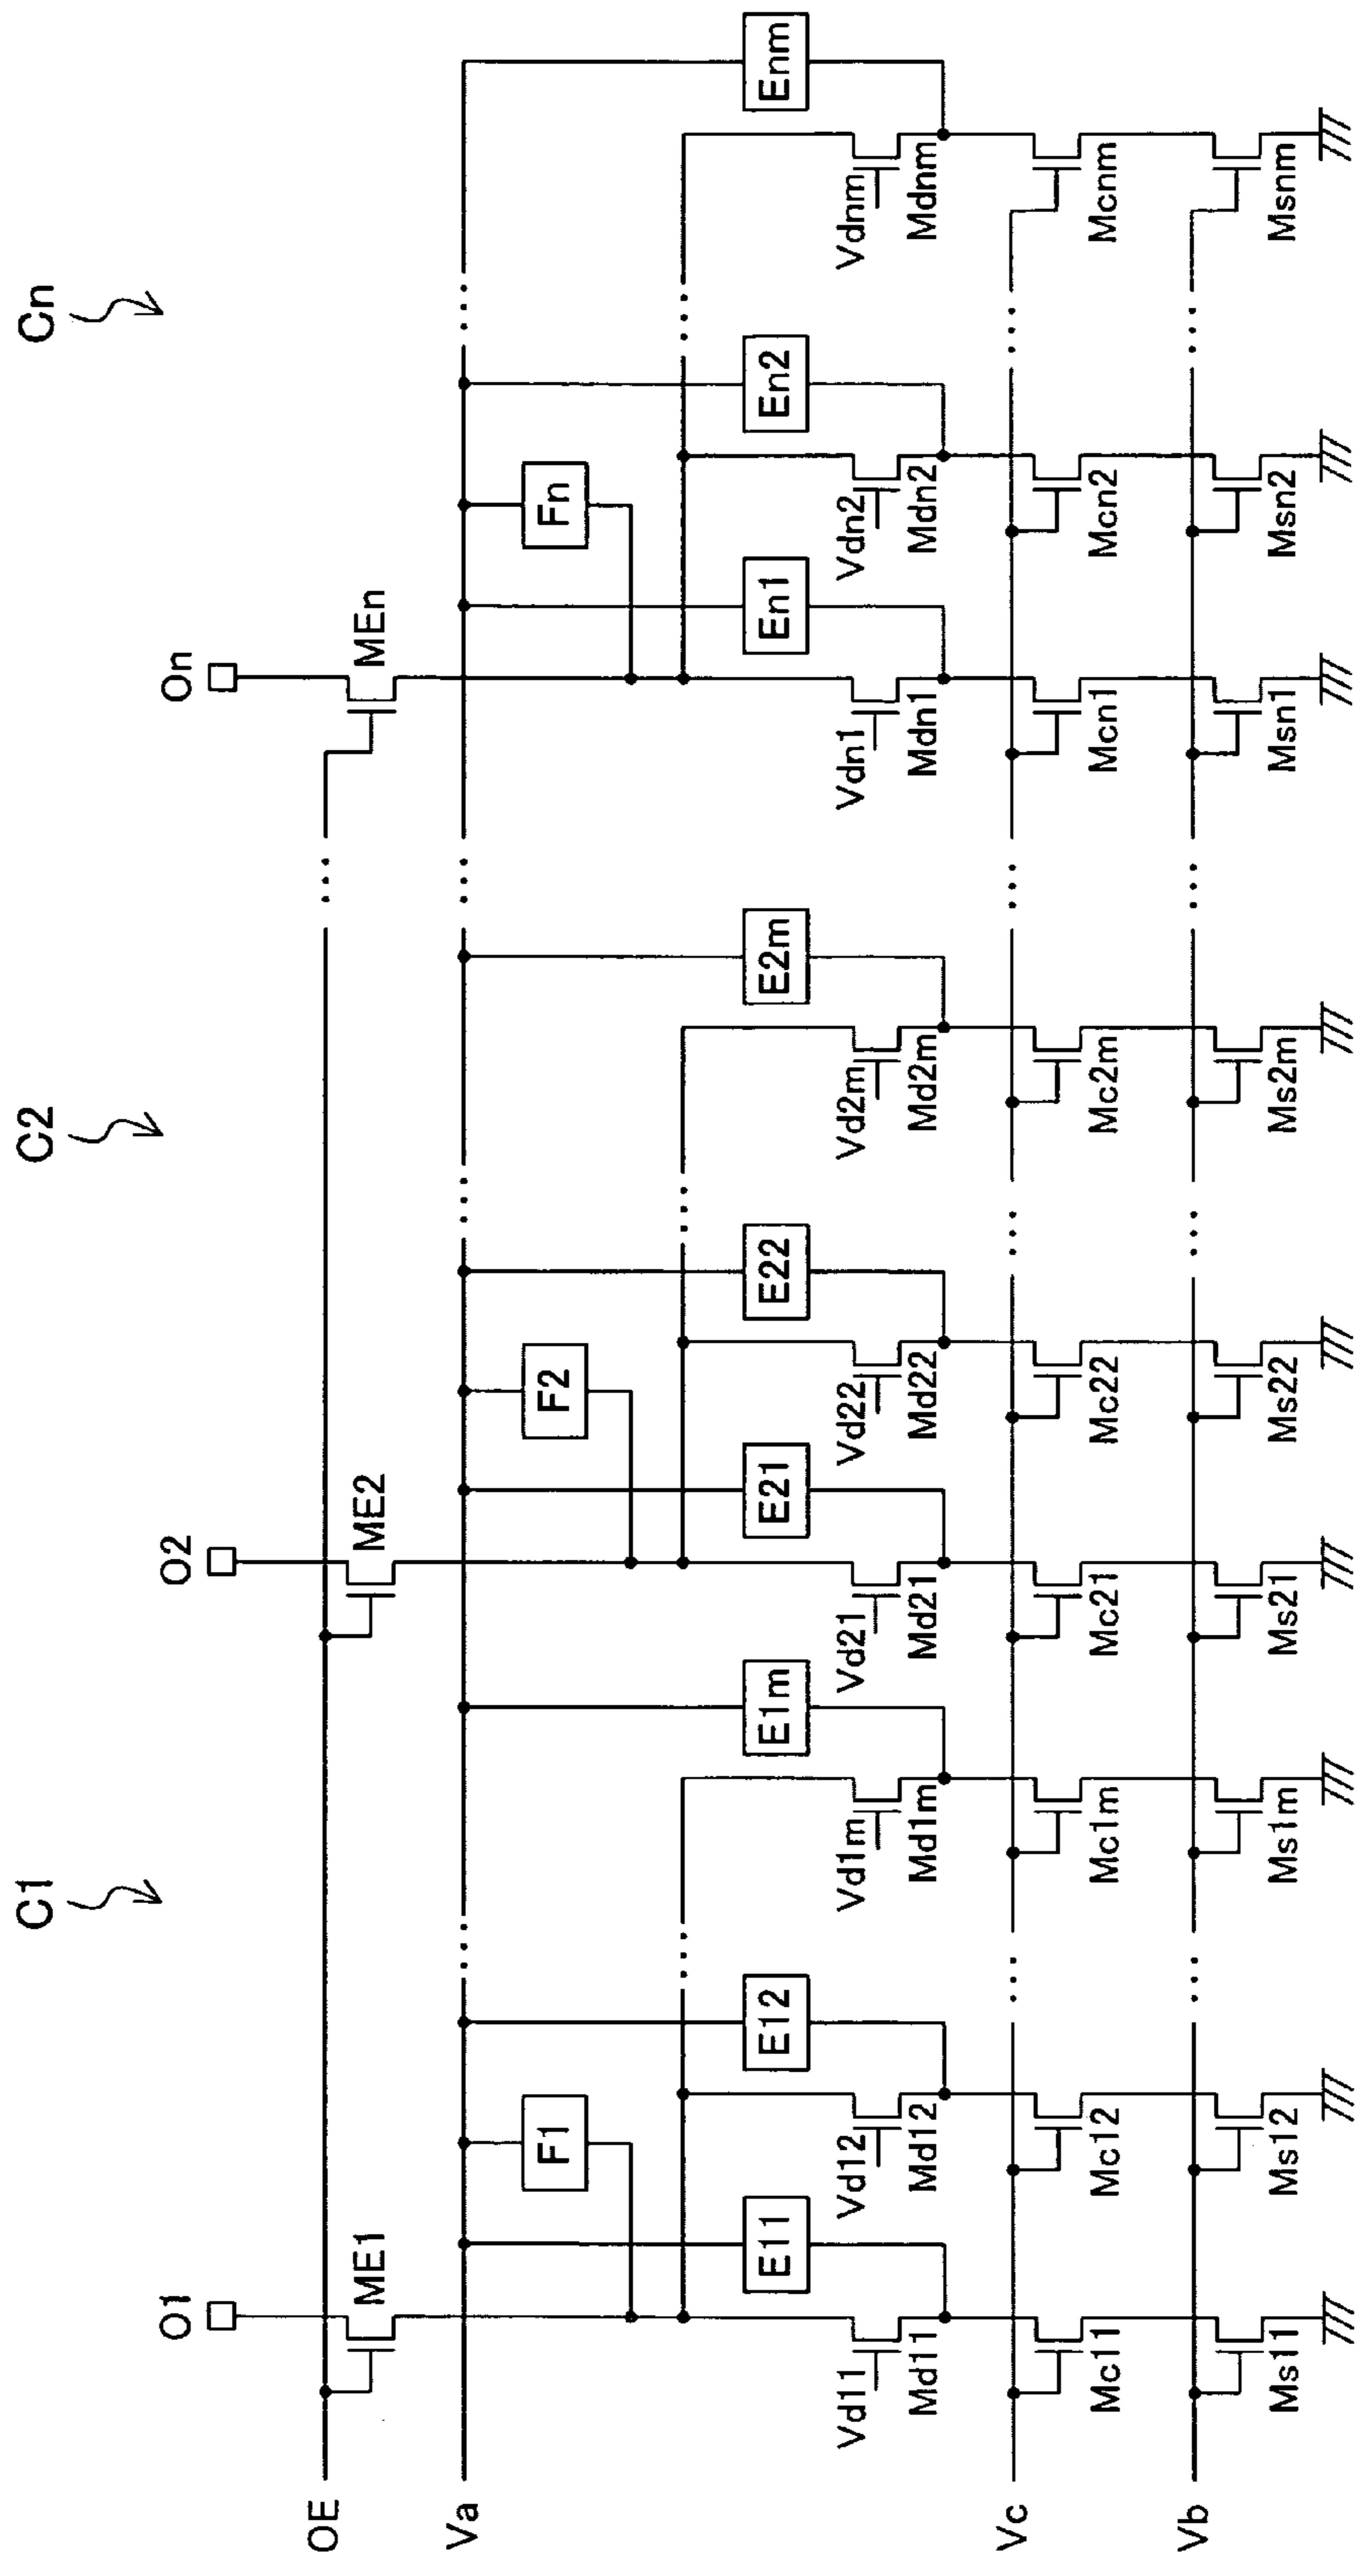 C1 C2 Cn
O1 O2 On
ME1 ME2 MEn
OE
Va
F1 F2 Fn
E11 E12 E1m E21 E22 E2m En1 En2 Enm
Vd11 Vd12 Vd1m Vd21 Vd22 Vd2m Vdn1 Vdn2 Vdnm
Md11 Md12 Md1m Md21 Md22 Md2m Mdn1 Mdn2 Mdnm
Vc
Mc11 Mc12 Mc1m Mc21 Mc22 Mc2m Mcn1 Mcn2 Mcnm
Vb
Ms11 Ms12 Ms1m Ms21 Ms22 Ms2m Msn1 Msn2 Msnm